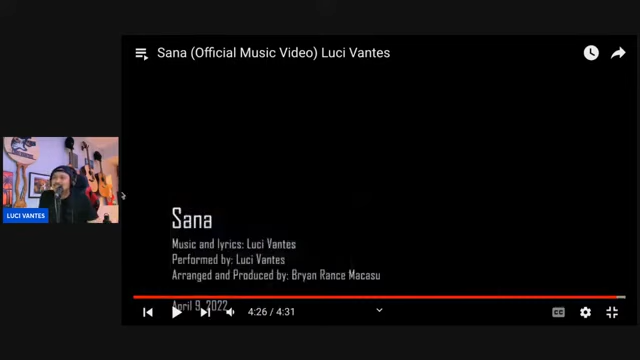 Sana (Official Music Video) Luci Vantes
LUCI VANTES
Sana
Music and lyrics: Luci Vantes
Performed by: Luci Vantes
Arranged and Produced by: Bryan Rance Macasu
April 9, 2022
4:26 / 4:31
CC